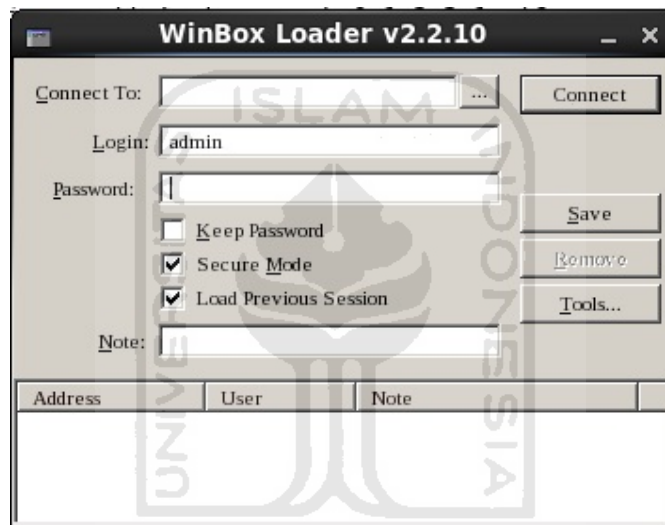 WinBox Loader v2.2.10
Connect To: ... Connect
Login: admin
Password:
Keep Password Save
Secure Mode Remove
Load Previous Session Tools...
Note:
Address User Note
UNIVERSITAS ISLAM INDONESIA